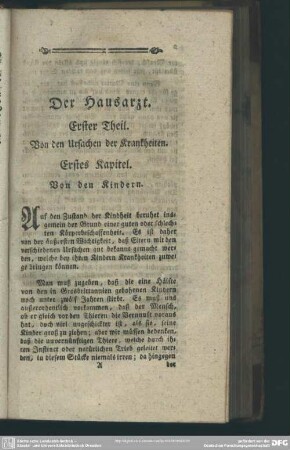 Der Hausarzt.
Erster Theil.
Von den Ursachen der Krankheiten.
Erstes Kapitel.
Von den Kindern.
Auf den Zustand der Kindheit beruhet ins-
gemein der Grund einer guten oder schlech-
ten Körperbeschaffenheit. Es ist daher
von der äußersten Wichtigkeit, daß Eltern mit den
verschiedenen Ursachen aus bekannt gemacht wer-
den, welche bey ihren Kindern Krankheiten zuwe-
ge bringen können.
Man muß zugeben, daß die eine Hälfte
von den in Großbritannien gebohrnen Kindern
noch unter zwölf Jahren stirbt. Es muß uns
außerordentlich vorkommen, daß der Mensch,
ob er gleich vor den Thieren die Vernunft voraus
hat, doch viel ungeschickter ist, als sie, seine
Kinder groß zu ziehen; aber wir müssen bedenken,
daß die unvernünftigen Thiere, welche durch ih-
ren Instinct oder natürlichen Trieb geleitet wer-
den, in diesem Stücke niemals irren; da hingegen
A
der